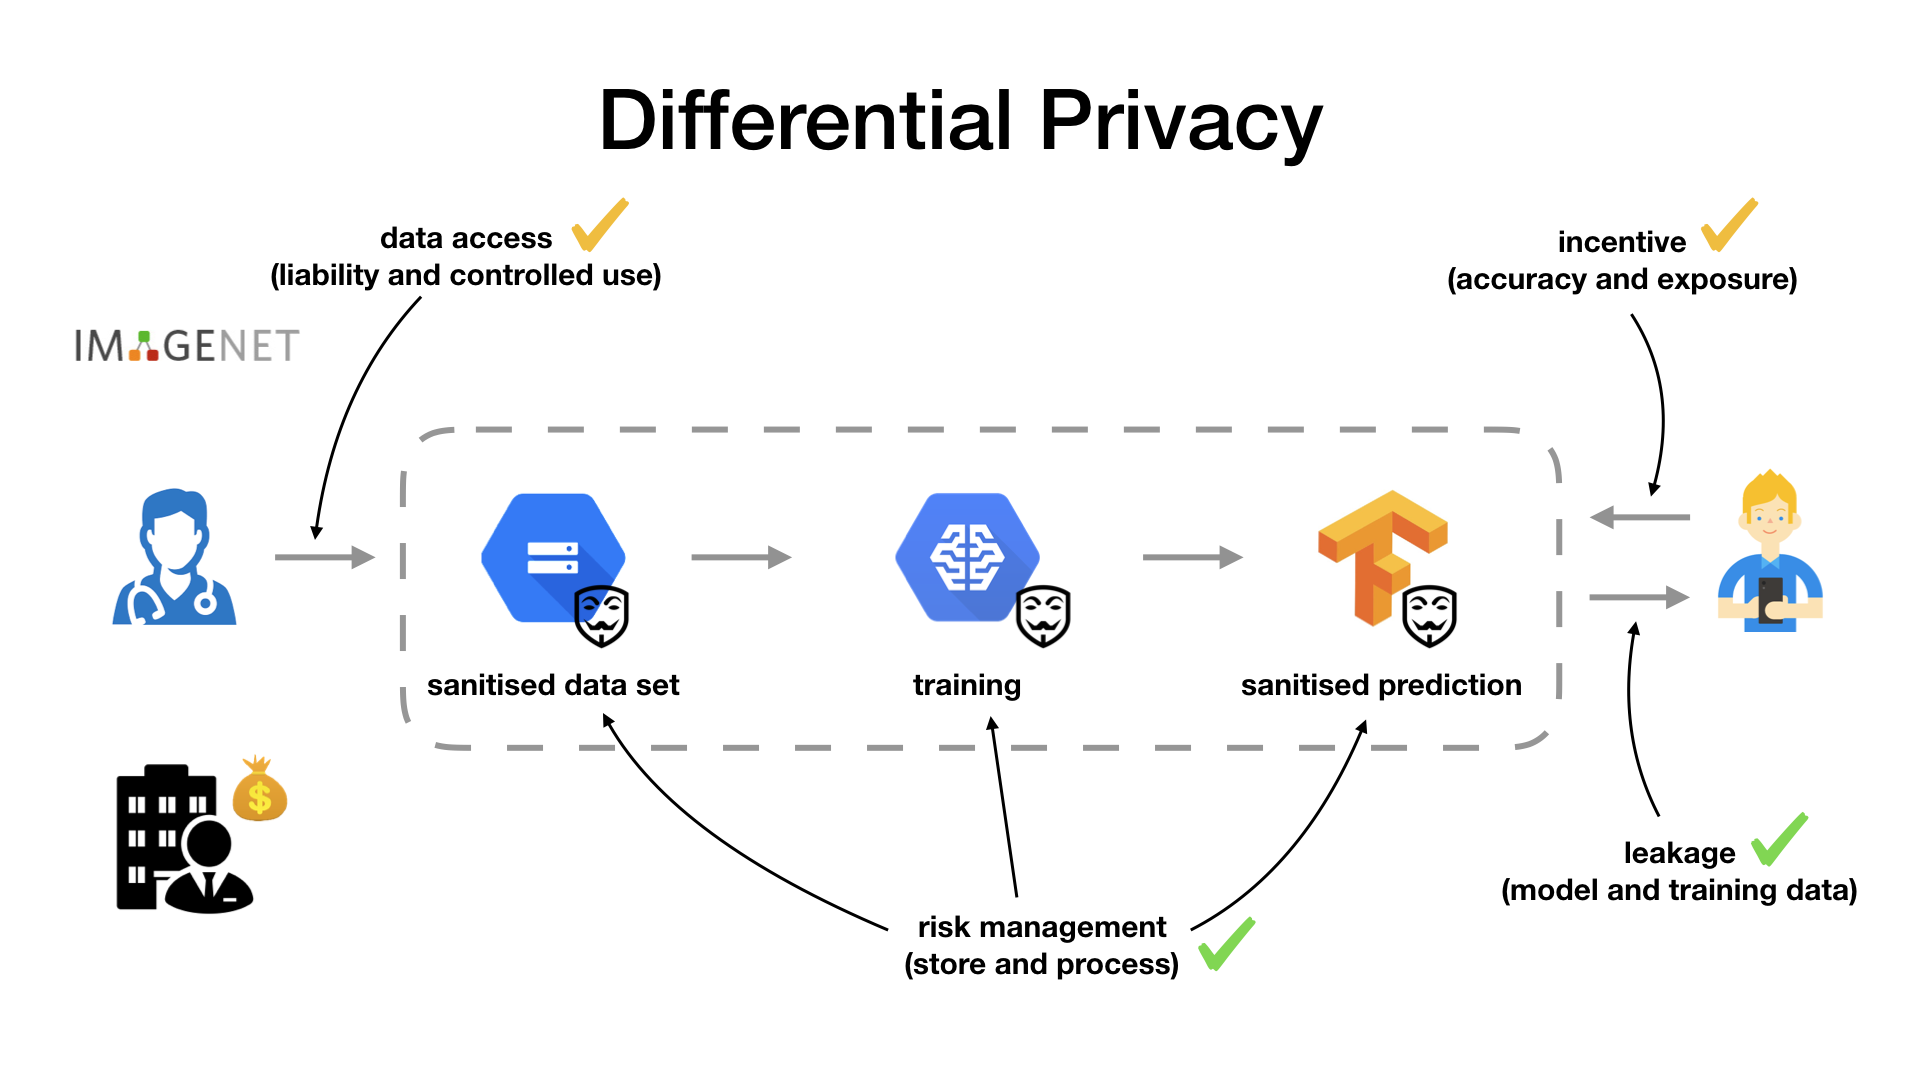 Differential Privacy
data access
(liability and controlled use)
incentive
(accuracy and exposure)
IMAGENET
sanitised data set
training
sanitised prediction
$
leakage
(model and training data)
risk management
(store and process)